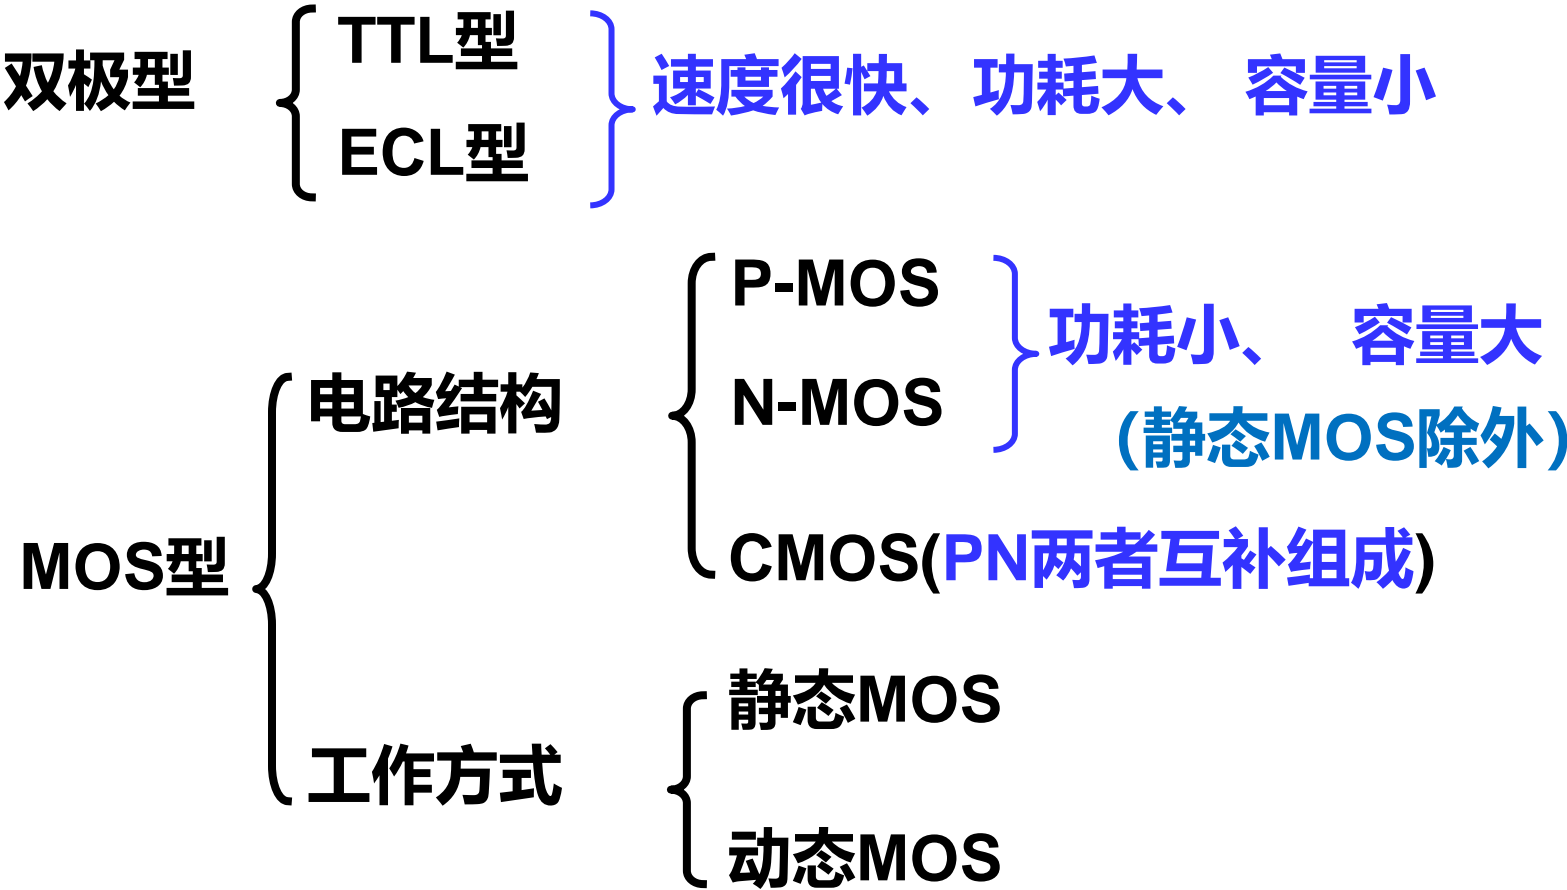 双极型
TTL型
ECL型
速度很快、功耗大、 容量小
MOS型
电路结构
P-MOS
N-MOS
功耗小、 容量大
(静态MOS除外)
CMOS(PN两者互补组成)
工作方式
静态MOS
动态MOS